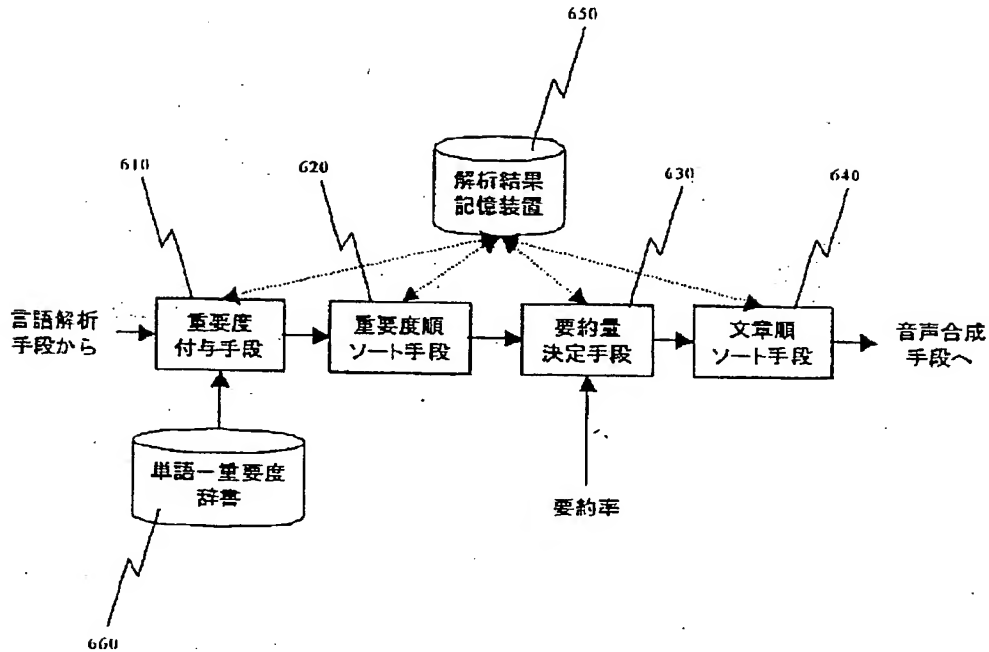 650
610
620
解析結果
記憶装置
630
640
言語解析
手段から
重要度
付与手段
重要度順
ソート手段
要約量
決定手段
文章順
ソート手段
音声合成
手段へ
単語ー重要度
辞書
要約率
660